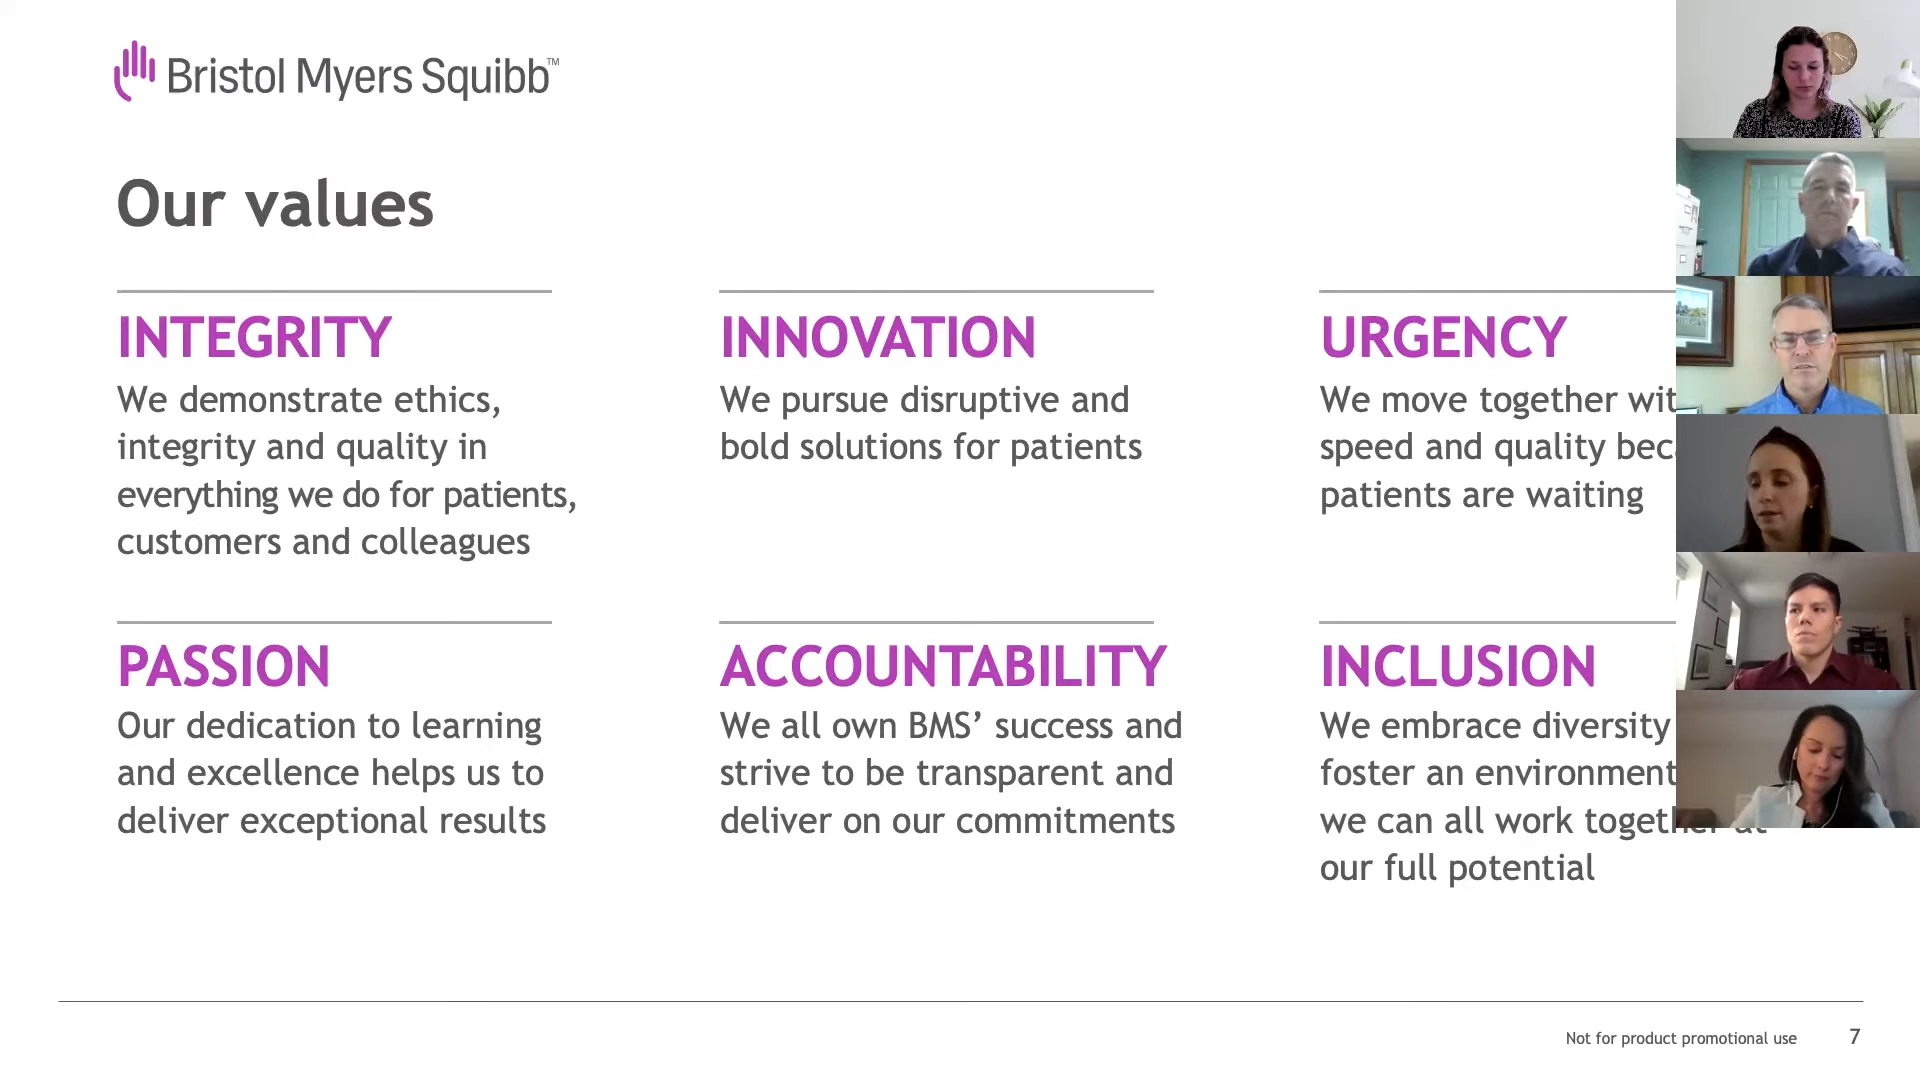 Bristol Myers Squibb™
Our values
INTEGRITY
We demonstrate ethics,
integrity and quality in
everything we do for patients,
customers and colleagues
INNOVATION
We pursue disruptive and
bold solutions for patients
URGENCY
We move together
speed and quality
patients are waiting
PASSION
Our dedication to learning
and excellence helps us to
deliver exceptional results
ACCOUNTABILITY
We all own BMS’ success and
strive to be transparent and
deliver on our commitments
INCLUSION
We embrace diversity
foster an environment
we can all work together at
our full potential
Not for product promotional use
7